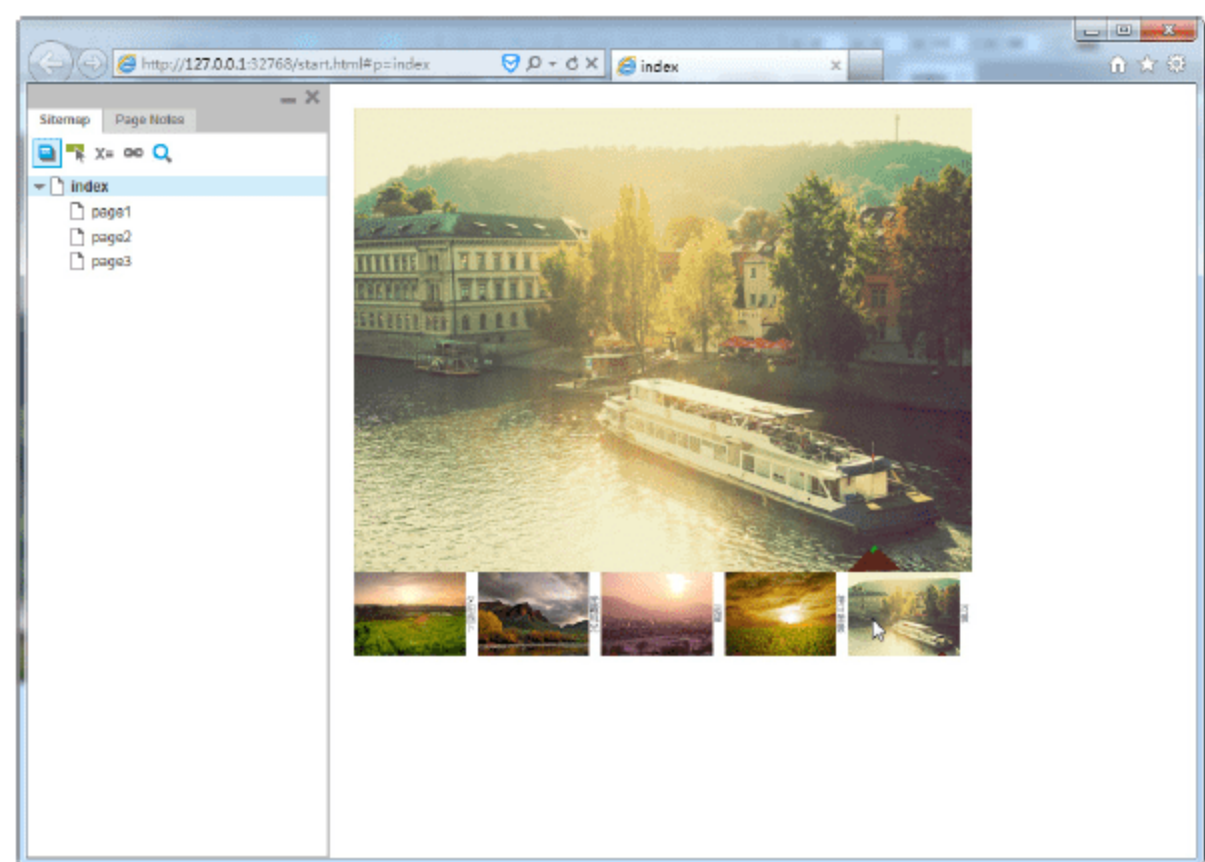 http://127.0.0.1:32768/start.html#p=index
index
Sitemap
Page Notes
X=
index
page1
page2
page3